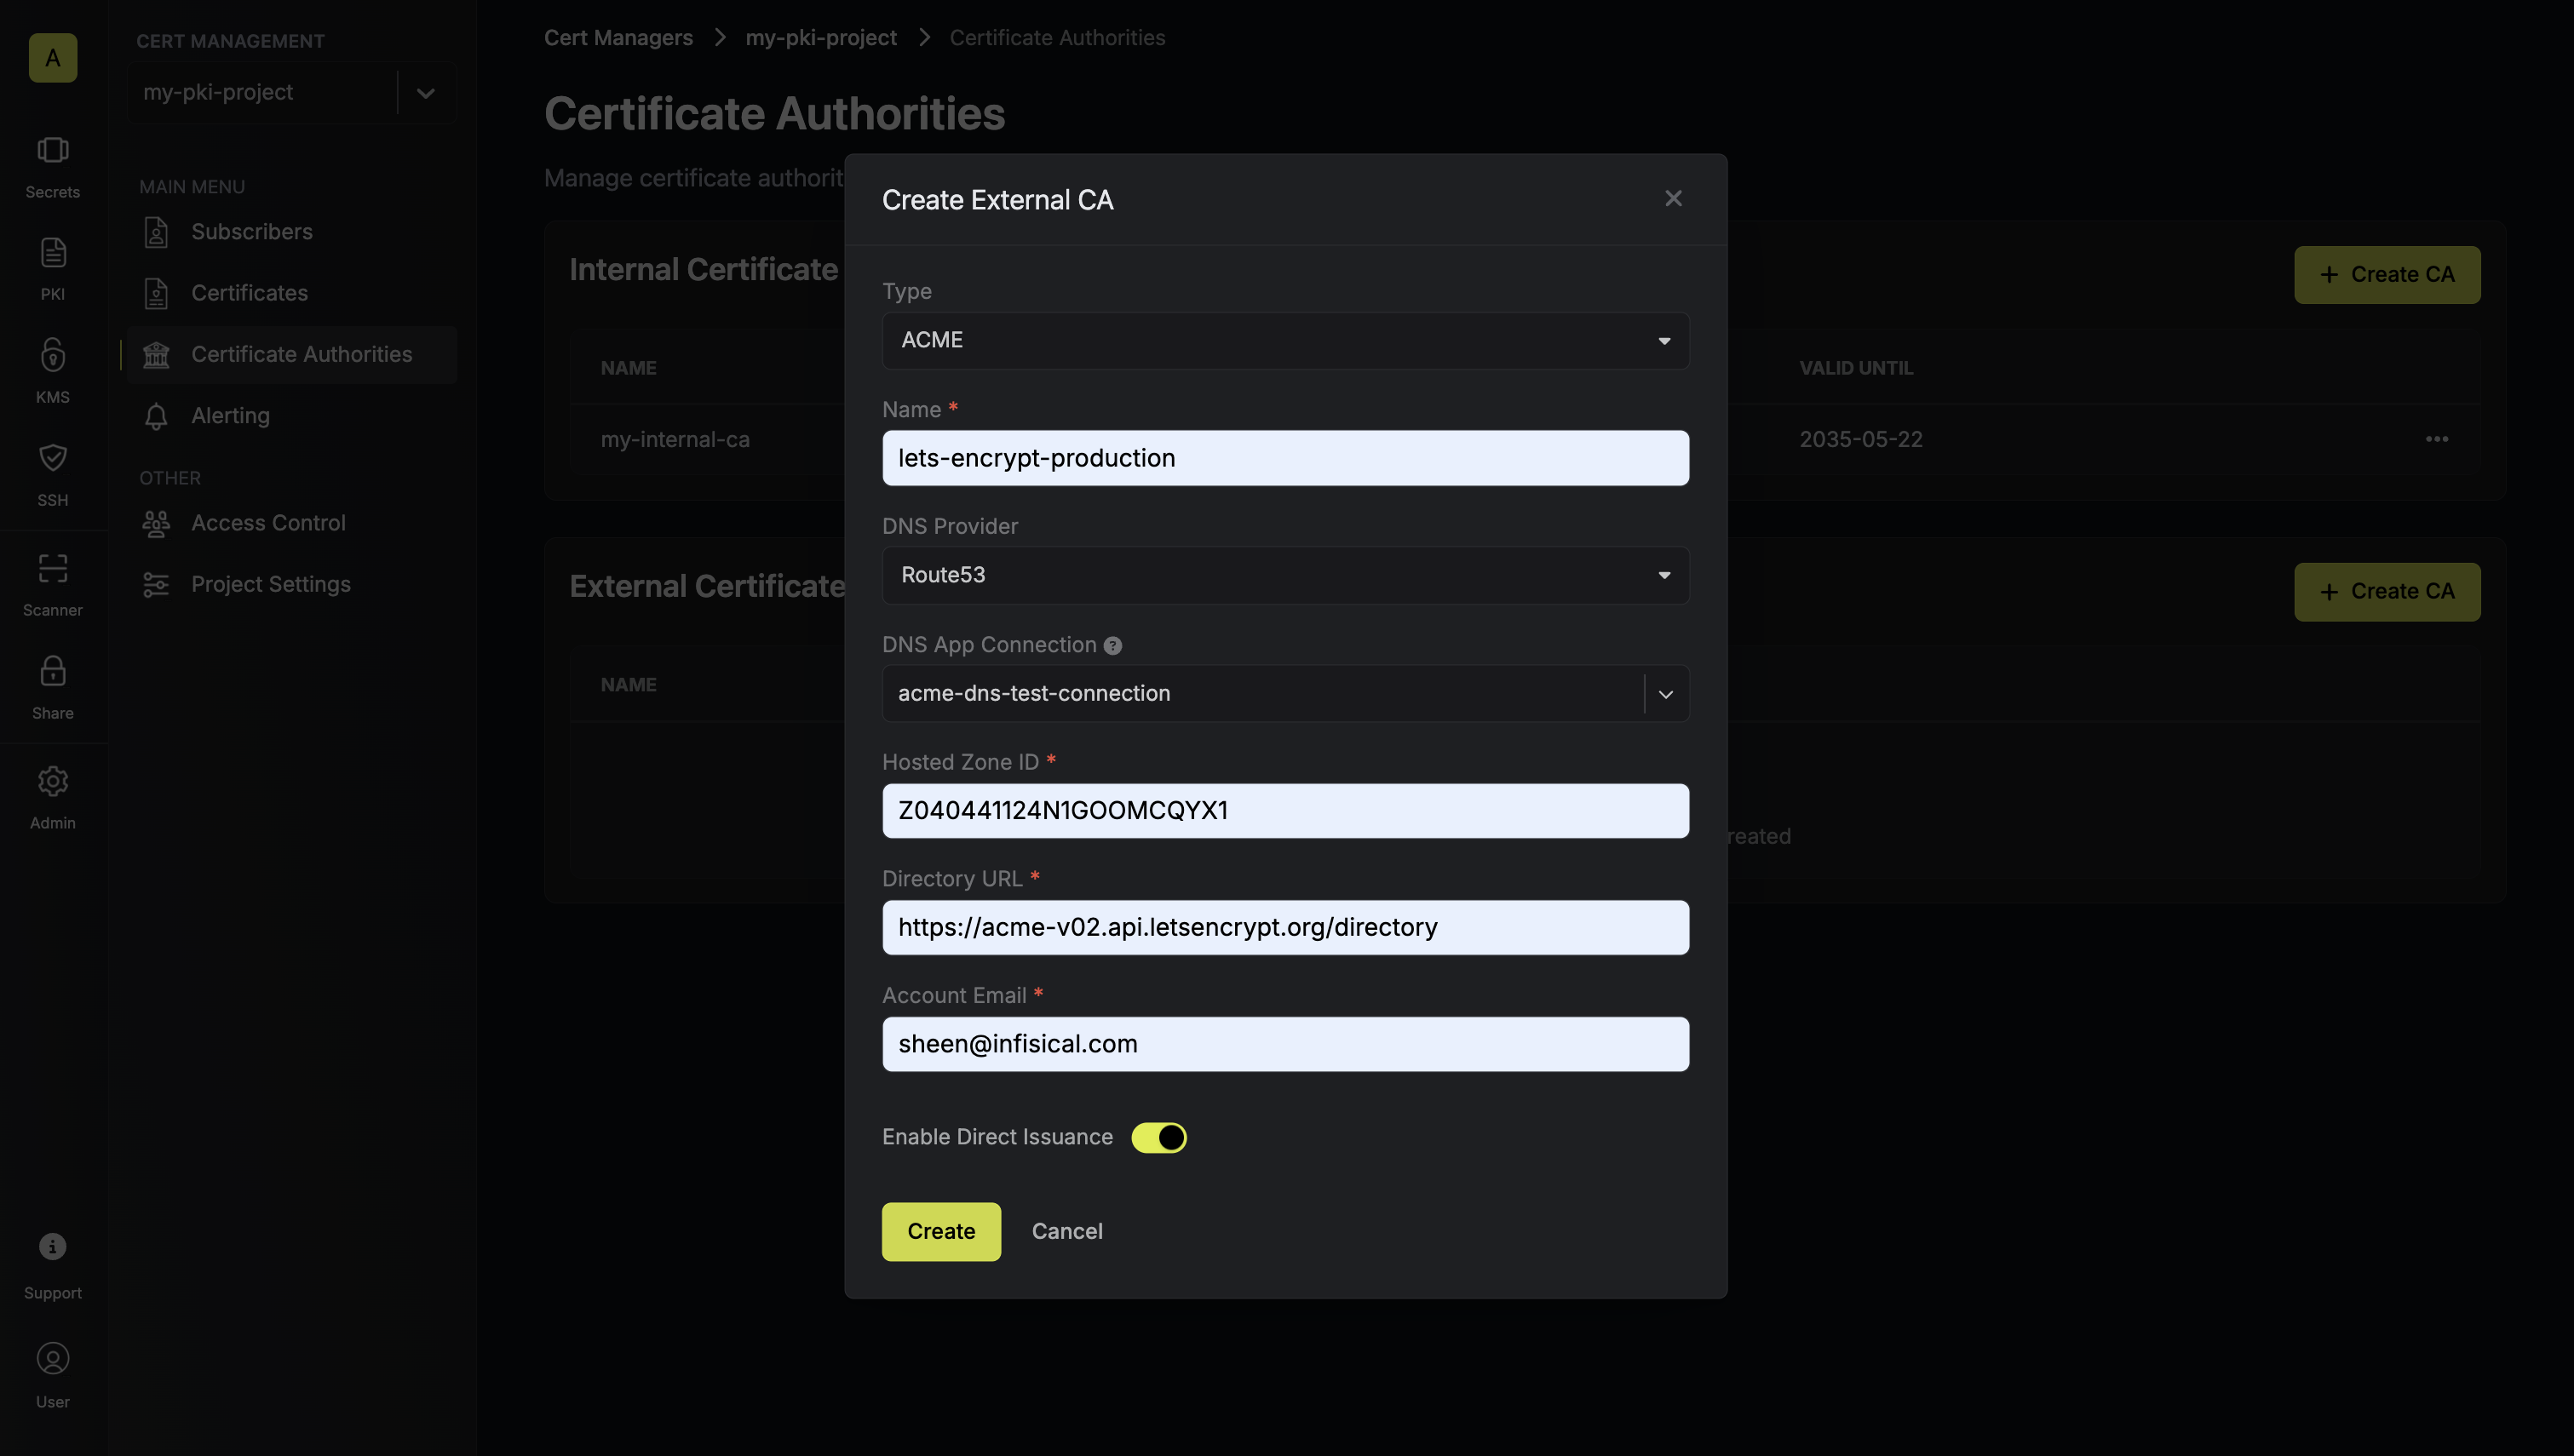 A
Secrets
PKI
KMS
SSH
Scanner
Share
Admin
Support
User
CERT MANAGEMENT
my-pki-project
MAIN MENU
Subscribers
Certificates
Certificate Authorities
Alerting
OTHER
Access Control
Project Settings
Cert Managers > my-pki-project > Certificate Authorities
Certificate Authorities
Manage certificate authorit
Internal Certificate
+ Create CA
NAME
VALID UNTIL
my-internal-ca
2035-05-22
External Certificate
+ Create CA
NAME
reated
Create External CA
Type
ACME
Name *
lets-encrypt-production
DNS Provider
Route53
DNS App Connection ?
acme-dns-test-connection
Hosted Zone ID *
Z040441124N1GOOMCQYX1
Directory URL *
https://acme-v02.api.letsencrypt.org/directory
Account Email *
sheen@infisical.com
Enable Direct Issuance
Create
Cancel